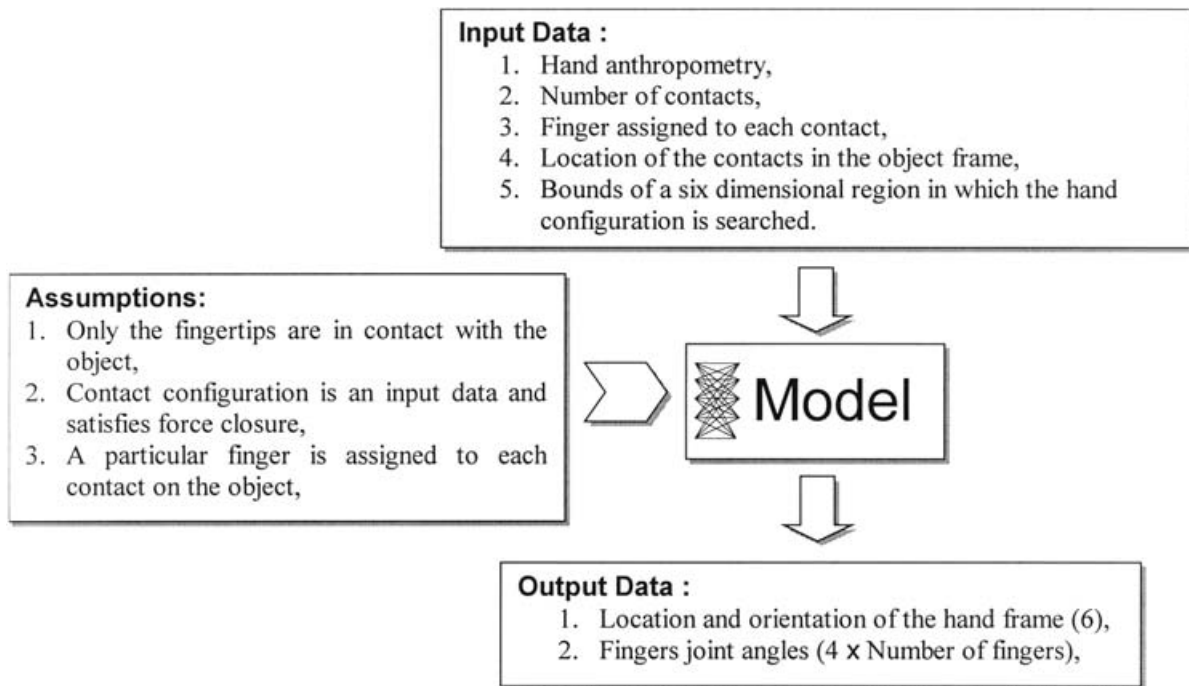 Input Data :
1. Hand anthropometry,
2. Number of contacts,
3. Finger assigned to each contact,
4. Location of the contacts in the object frame,
5. Bounds of a six dimensional region in which the hand
configuration is searched.
Assumptions:
1. Only the fingertips are in contact with the
object,
2. Contact configuration is an input data and
satisfies force closure,
3. A particular finger is assigned to each
contact on the object,
Model
Output Data :
1. Location and orientation of the hand frame (6),
2. Fingers joint angles (4 x Number of fingers),